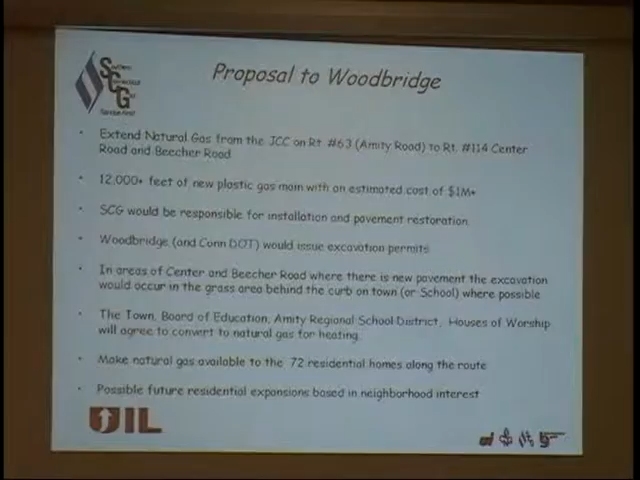 SCG
Proposal to Woodbridge
• Extend Natural Gas from the JCC on Rt. #63 (Amity Road) to Rt. #114 Center
Road and Beecher Road
• 12,000+ feet of new plastic gas main with an estimated cost of $1M+
• SCG would be responsible for installation and pavement restoration
• Woodbridge (and Conn DOT) would issue excavation permits
• In areas of Center and Beecher Road where there is new pavement the excavation
would occur in the grass area behind the curb on town (or School) where possible
• The Town, Board of Education, Amity Regional School District, Houses of Worship
will agree to convert to natural gas for heating.
• Make natural gas available to the 72 residential homes along the route
• Possible future residential expansions based in neighborhood interest
UIL